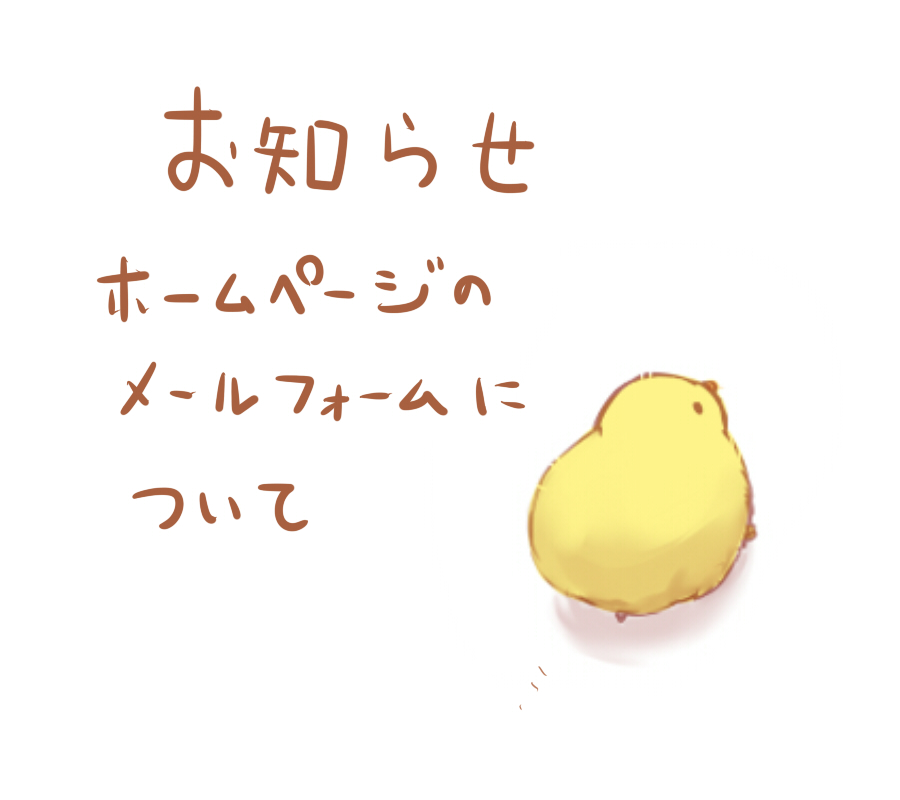 お知らせ
ホームページの
メールフォームに
ついて